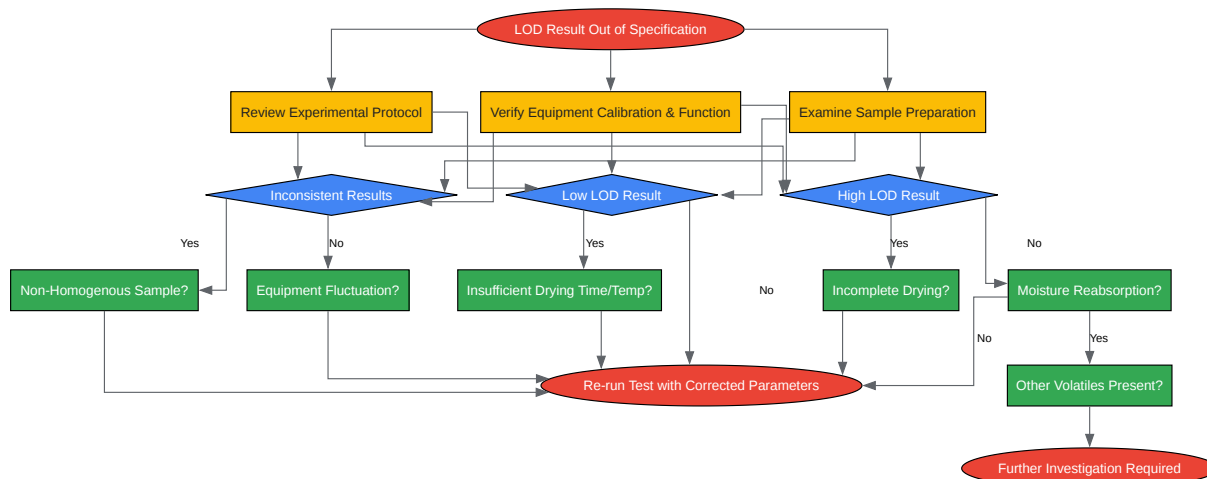 LOD Result Out of Specification
Review Experimental Protocol
Verify Equipment Calibration & Function
Examine Sample Preparation
Inconsistent Results
Low LOD Result
High LOD Result
Yes
No
Yes
Yes
No
Non-Homogenous Sample?
Equipment Fluctuation?
Insufficient Drying Time/Temp?
No
Incomplete Drying?
Moisture Reabsorption?
No
Yes
Re-run Test with Corrected Parameters
Other Volatiles Present?
Further Investigation Required